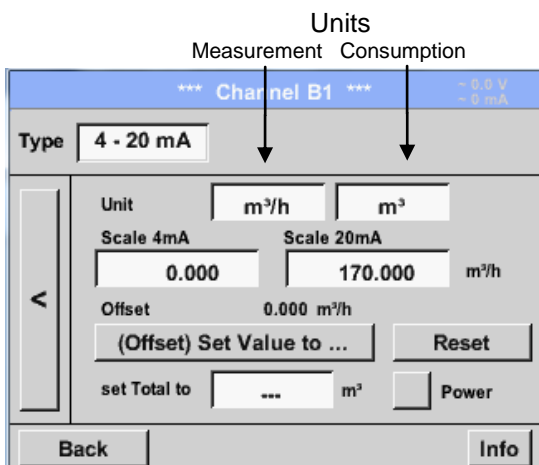 Units
Measurement Consumption
*** Channel B1 ***
~ 0.0 V
~ 0 mA
Type 4 - 20 mA
Unit m³/h m³
Scale 4mA Scale 20mA
0.000 170.000 m³/h
<
Offset 0.000 m³/h
(Offset) Set Value to ... Reset
set Total to --- m³ Power
Back Info